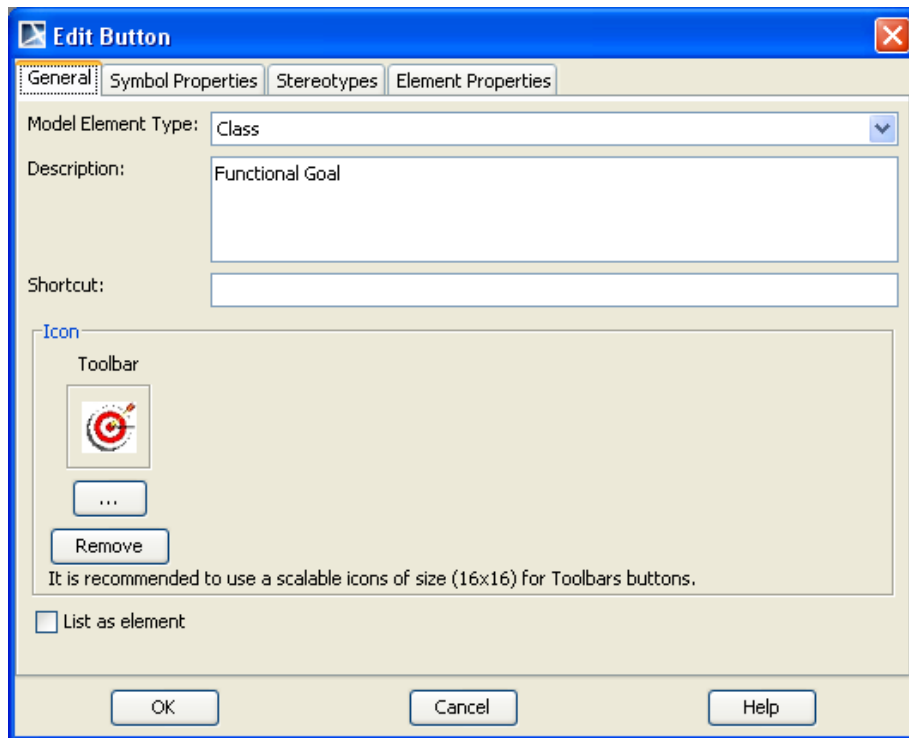 Edit Button
General Symbol Properties Stereotypes Element Properties
Model Element Type: Class
Description: Functional Goal
Shortcut:
Icon
Toolbar
...
Remove
It is recommended to use a scalable icons of size (16x16) for Toolbars buttons.
List as element
OK Cancel Help